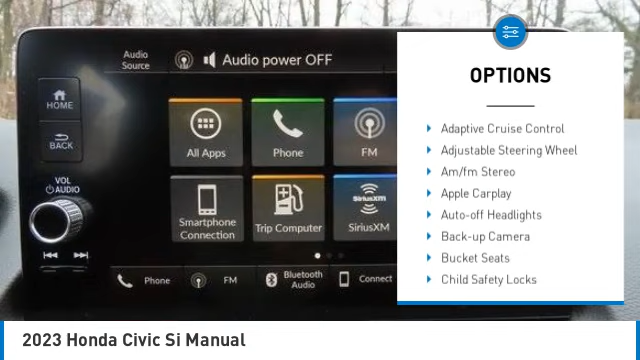 Audio
Source
Audio power OFF
HOME
BACK
VOL
AUDIO
All Apps
Phone
FM
Smartphone
Connection
Trip Computer
SiriusXM
SiriusXM
Phone
FM
Bluetooth
Audio
Connect
OPTIONS
Adaptive Cruise Control
Adjustable Steering Wheel
Am/fm Stereo
Apple Carplay
Auto-off Headlights
Back-up Camera
Bucket Seats
Child Safety Locks
2023 Honda Civic Si Manual